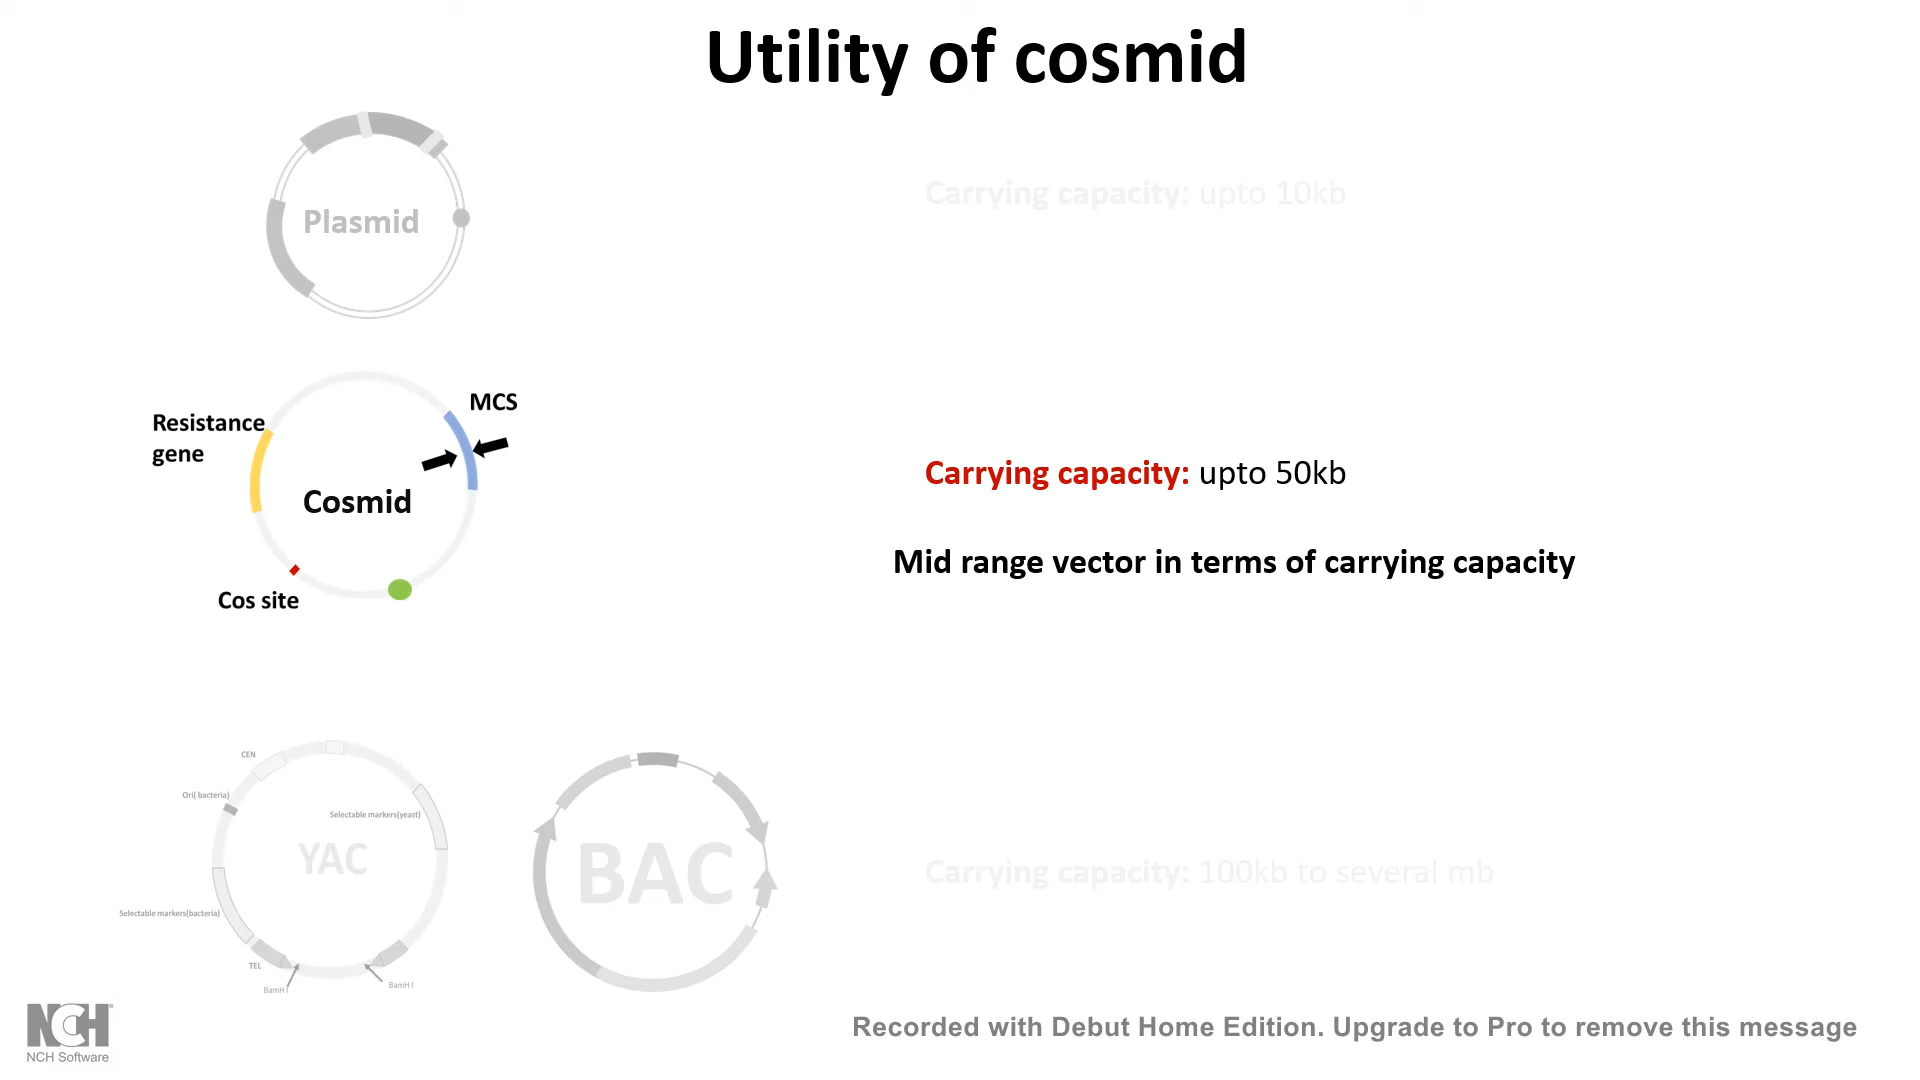 Utility of cosmid
Plasmid
Carrying capacity: upto 10kb
MCS
Resistance
gene
Cosmid
Cos site
Carrying capacity: upto 50kb
Mid range vector in terms of carrying capacity
CEN
Ori( bacteria)
Selectable markers(yeast)
YAC
Selectable markers(bacteria)
TEL
BamH I
BamH I
BAC
Carrying capacity: 100kb to several mb
NCH
NCH Software
Recorded with Debut Home Edition. Upgrade to Pro to remove this message